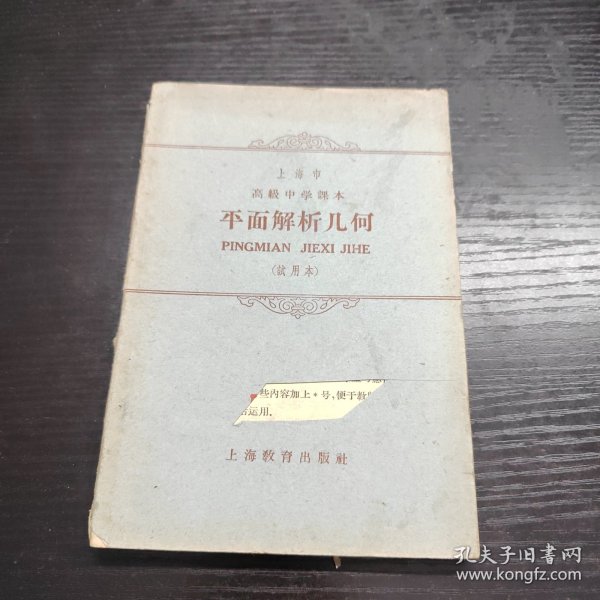 上海市
高級中学課本
平面解析几何
PINGMIAN JIEXI JIHE
(試用本)
些内容加上*号,便于教
运用.
上海教育出版社
孔夫子旧书网
www.kongfz.com